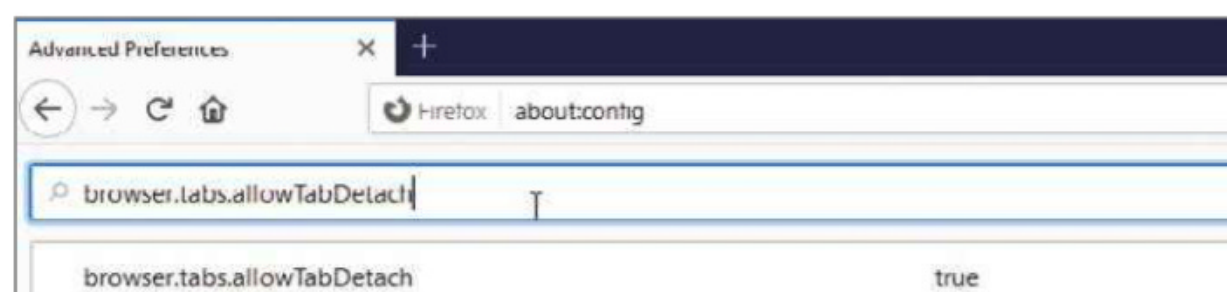 Advanced Preferences
Firefox about:config
browser.tabs.allowTabDetach
browser.tabs.allowTabDetach true